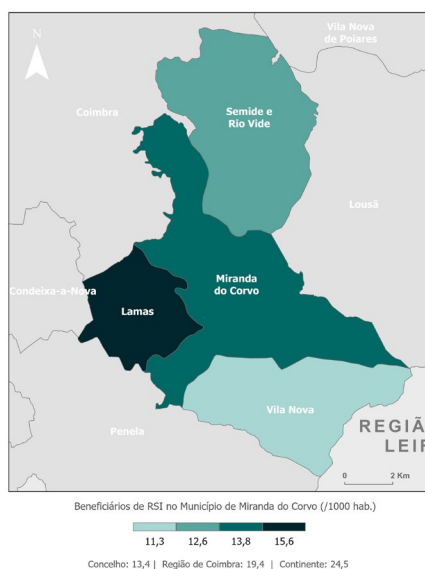 N
Vila Nova
de Poiares
Coimbra
Semide e
Rio Vide
Lousã
Condeixa-a-Nova
Miranda
do Corvo
Lamas
Vila Nova
Penela
REGIÃ
LEIF
0 2 Km
Beneficiários de RSI no Município de Miranda do Corvo (/1000 hab.)
11,3 12,6 13,8 15,6
Concelho: 13,4 | Região de Coimbra: 19,4 | Continente: 24,5